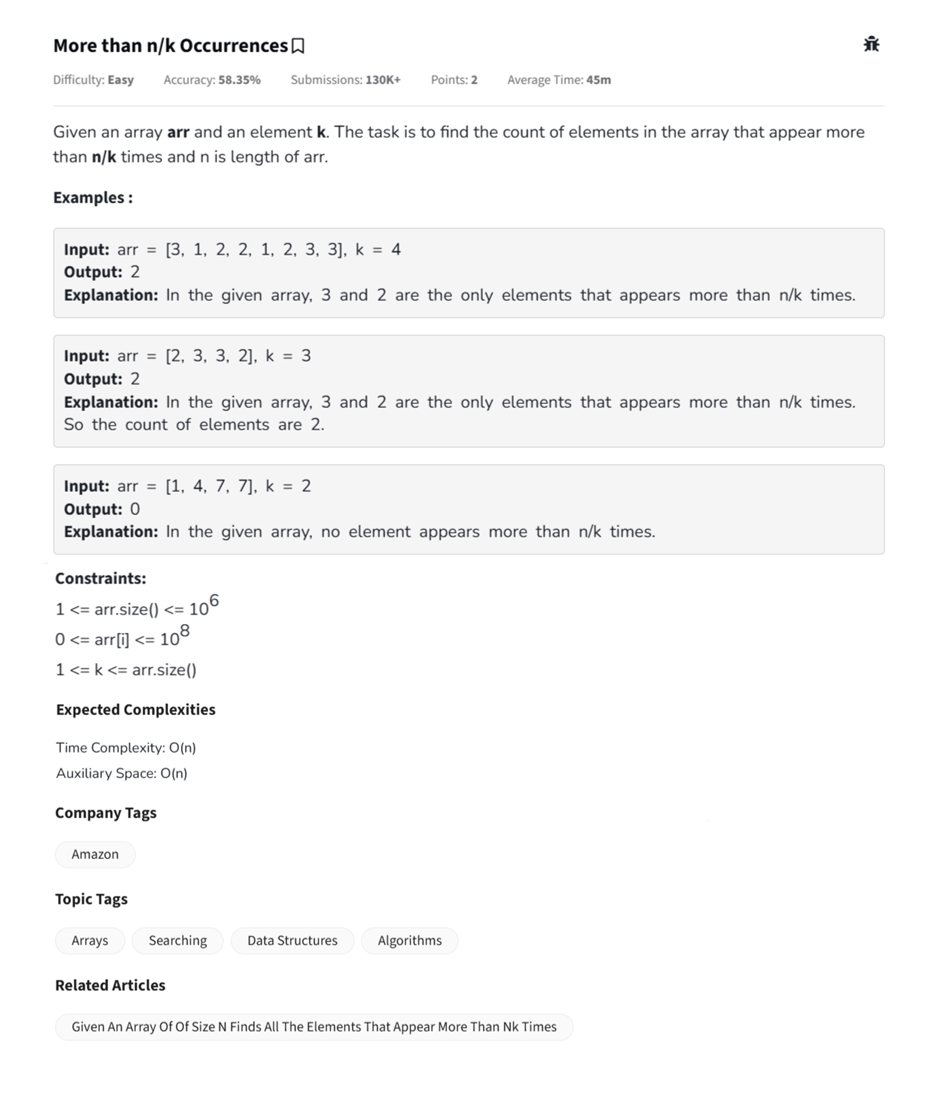 More than n/k Occurrences
Difficulty: Easy Accuracy: 58.35% Submissions: 130K+ Points: 2 Average Time: 45m
Given an array arr and an element k. The task is to find the count of elements in the array that appear more
than n/k times and n is length of arr.
Examples :
Input: arr = [3, 1, 2, 2, 1, 2, 3, 3], k = 4
Output: 2
Explanation: In the given array, 3 and 2 are the only elements that appears more than n/k times.
Input: arr = [2, 3, 3, 2], k = 3
Output: 2
Explanation: In the given array, 3 and 2 are the only elements that appears more than n/k times.
So the count of elements are 2.
Input: arr = [1, 4, 7, 7], k = 2
Output: 0
Explanation: In the given array, no element appears more than n/k times.
Constraints:
1 <= arr.size() <= 10^6
0 <= arr[i] <= 10^8
1 <= k <= arr.size()
Expected Complexities
Time Complexity: O(n)
Auxiliary Space: O(n)
Company Tags
Amazon
Topic Tags
Arrays Searching Data Structures Algorithms
Related Articles
Given An Array Of Of Size N Finds All The Elements That Appear More Than Nk Times